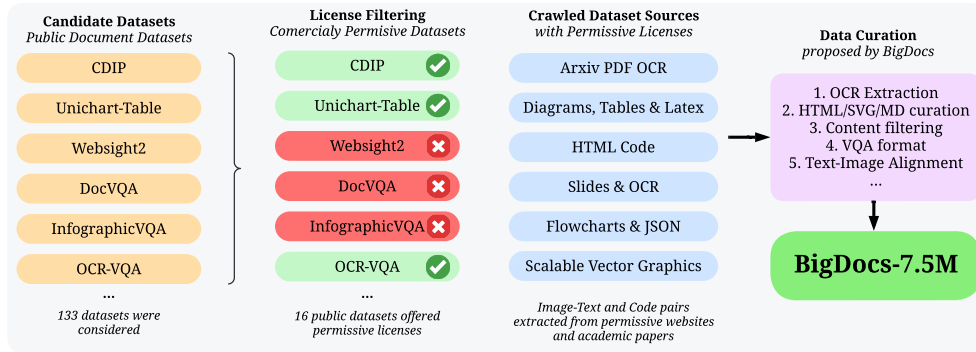 Candidate Datasets
Public Document Datasets
CDIP
Unichart-Table
Websight2
DocVQA
InfographicVQA
OCR-VQA
...
133 datasets were
considered
License Filtering
Comercialy Permisive Datasets
CDIP
Unichart-Table
Websight2
DocVQA
InfographicVQA
OCR-VQA
...
16 public datasets offered
permissive licenses
Crawled Dataset Sources
with Permissive Licenses
Arxiv PDF OCR
Diagrams, Tables & Latex
HTML Code
Slides & OCR
Flowcharts & JSON
Scalable Vector Graphics
Image-Text and Code pairs
extracted from permissive websites
and academic papers
Data Curation
proposed by BigDocs
1. OCR Extraction
2. HTML/SVG/MD curation
3. Content filtering
4. VQA format
5. Text-Image Alignment
...
BigDocs-7.5M